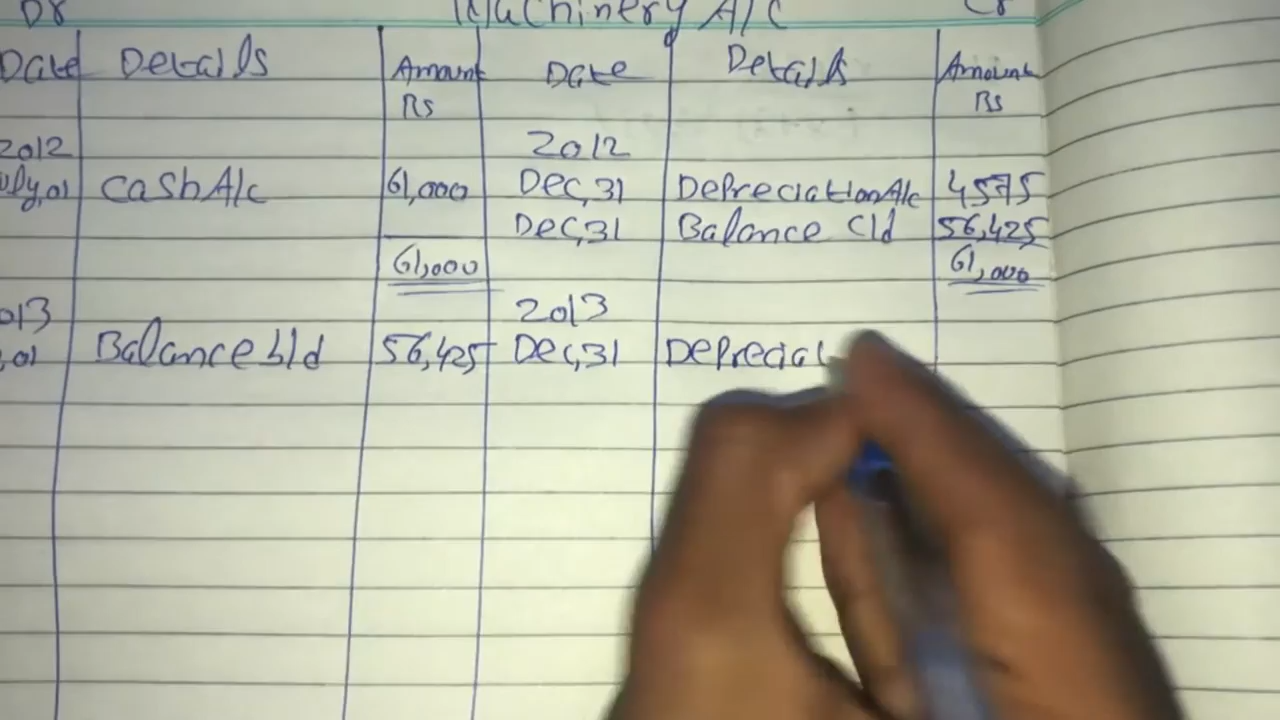 Dr Machinery A/C Cr
Date Details Amount Date Details Amount
Rs Rs
2012 2012
July,01 Cash A/c 61,000 Dec,31 Depreciation A/c 4575
Dec,31 Balance C/d 56,425
61,000 61,000
2013 2013
,01 Balance b/d 56,425 Dec,31 Depreciat